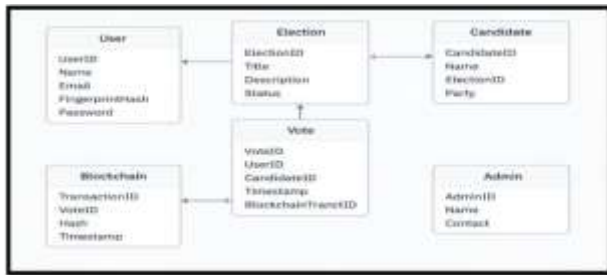 User
UserID
Name
Email
FingerprintHash
Password
Election
ElectionID
Title
Description
Status
Candidate
CandidateID
Name
ElectionID
Party
Vote
VoteID
UserID
CandidateID
Timestamp
BlockchainTranctID
Blockchain
TransactionID
VoteID
Hash
Timestamp
Admin
AdminID
Name
Contact